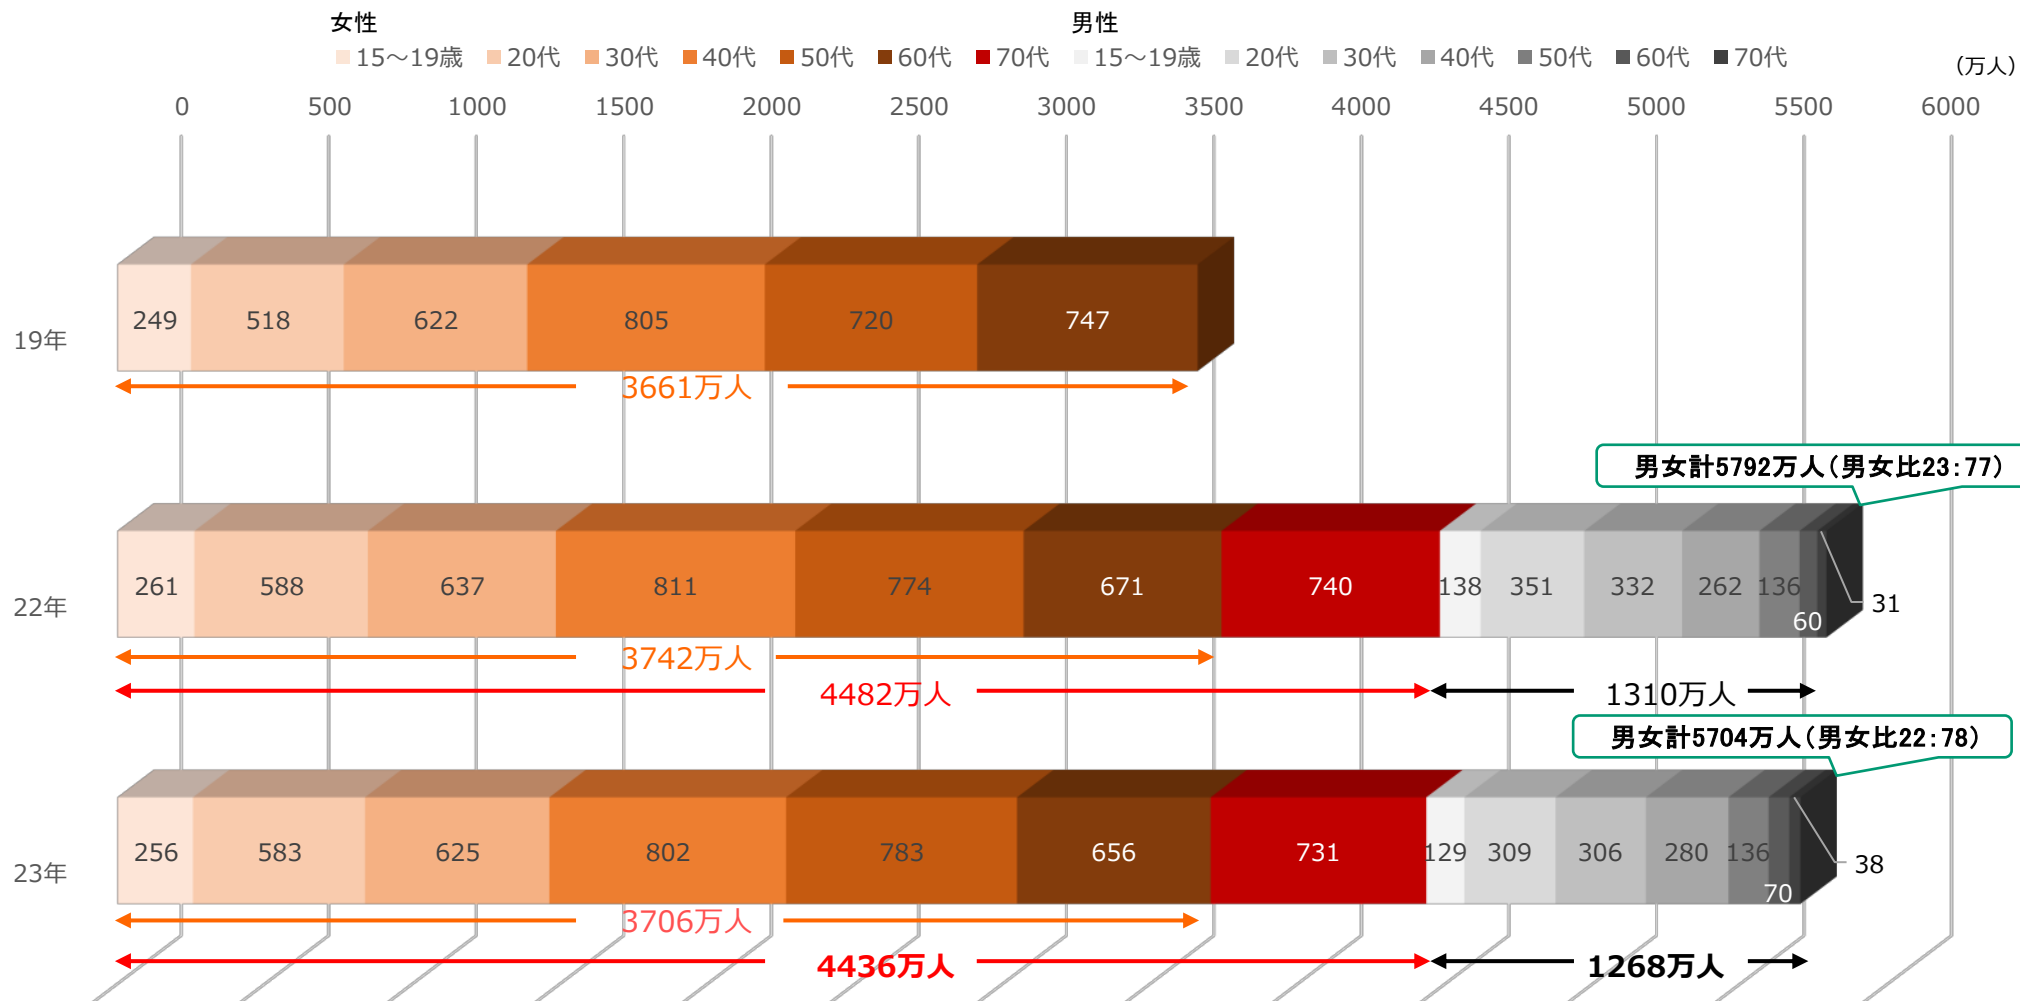 女性 男性
15～19歳 20代 30代 40代 50代 60代 70代 15～19歳 20代 30代 40代 50代 60代 70代
(万人)
0 500 1000 1500 2000 2500 3000 3500 4000 4500 5000 5500 6000
19年 249 518 622 805 720 747
3661万人
男女計5792万人(男女比23:77)
22年 261 588 637 811 774 671 740 138 351 332 262 136 60 31
3742万人
4482万人 1310万人
男女計5704万人(男女比22:78)
23年 256 583 625 802 783 656 731 129 309 306 280 136 70 38
3706万人
4436万人 1268万人